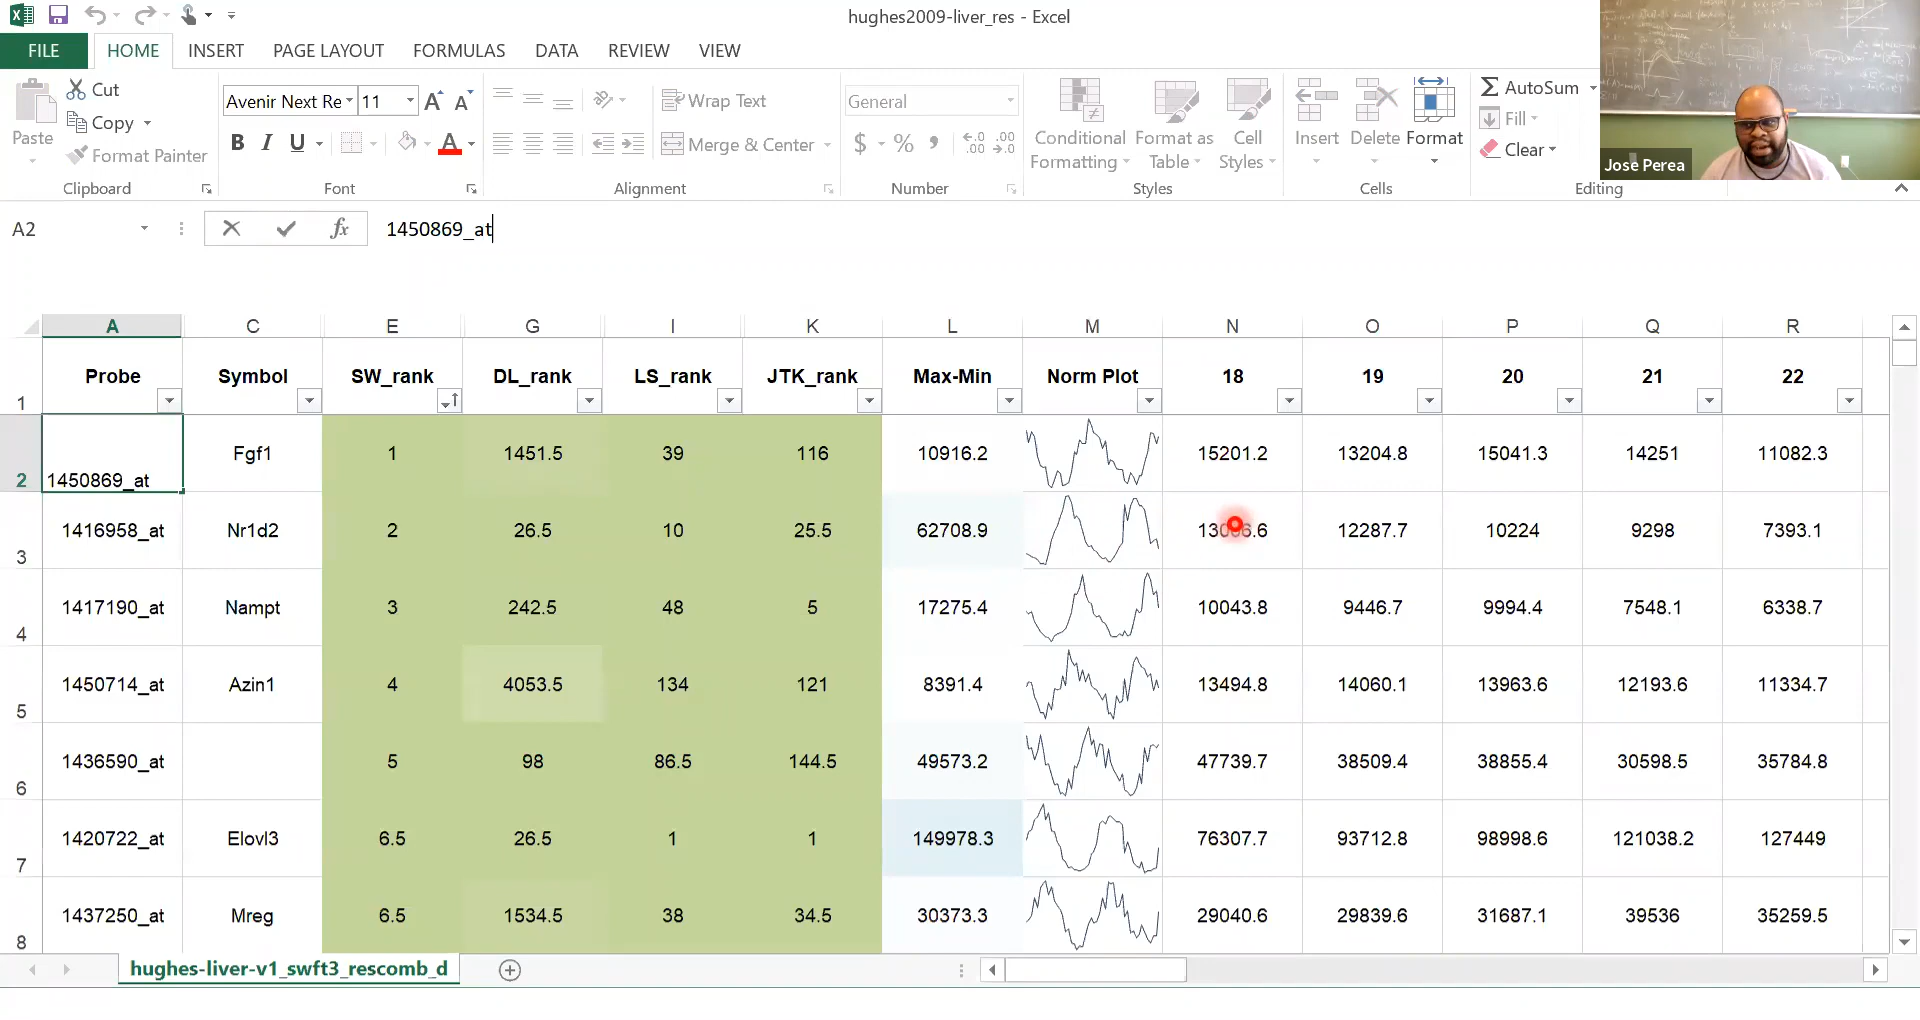 hughes2009-liver_res - Excel
FILE HOME INSERT PAGE LAYOUT FORMULAS DATA REVIEW VIEW
Paste
Cut
Copy
Format Painter
Clipboard
Avenir Next Re 11
B I U
Font
Wrap Text
Merge & Center
Alignment
General
$ % , .00 .00
Number
Conditional Formatting
Format as Table
Cell Styles
Styles
Insert Delete Format
Cells
AutoSum
Fill
Clear
Editing
Jose Perea
A2 fx 1450869_at
A C E G I K L M N O P Q R
1 Probe Symbol SW_rank DL_rank LS_rank JTK_rank Max-Min Norm Plot 18 19 20 21 22
2 1450869_at Fgf1 1 1451.5 39 116 10916.2 15201.2 13204.8 15041.3 14251 11082.3
3 1416958_at Nr1d2 2 26.5 10 25.5 62708.9 12287.7 10224 9298 7393.1
4 1417190_at Nampt 3 242.5 48 5 17275.4 10043.8 9446.7 9994.4 7548.1 6338.7
5 1450714_at Azin1 4 4053.5 134 121 8391.4 13494.8 14060.1 13963.6 12193.6 11334.7
6 1436590_at 5 98 86.5 144.5 49573.2 47739.7 38509.4 38855.4 30598.5 35784.8
7 1420722_at Elovl3 6.5 26.5 1 1 149978.3 76307.7 93712.8 98998.6 121038.2 127449
8 1437250_at Mreg 6.5 1534.5 38 34.5 30373.3 29040.6 29839.6 31687.1 39536 35259.5
hughes-liver-v1_swft3_rescomb_d